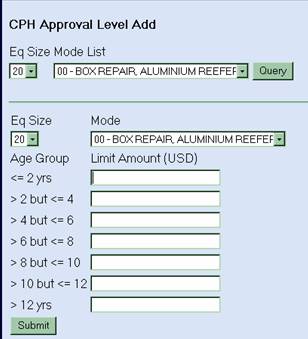 CPH Approval Level Add
Eq Size Mode List
20 00 - BOX REPAIR, ALUMINIUM REEFER Query
Eq Size Mode
20 00 - BOX REPAIR, ALUMINIUM REEFER
Age Group Limit Amount (USD)
<= 2 yrs
> 2 but <= 4
> 4 but <= 6
> 6 but <= 8
> 8 but <= 10
> 10 but <= 12
> 12 yrs
Submit